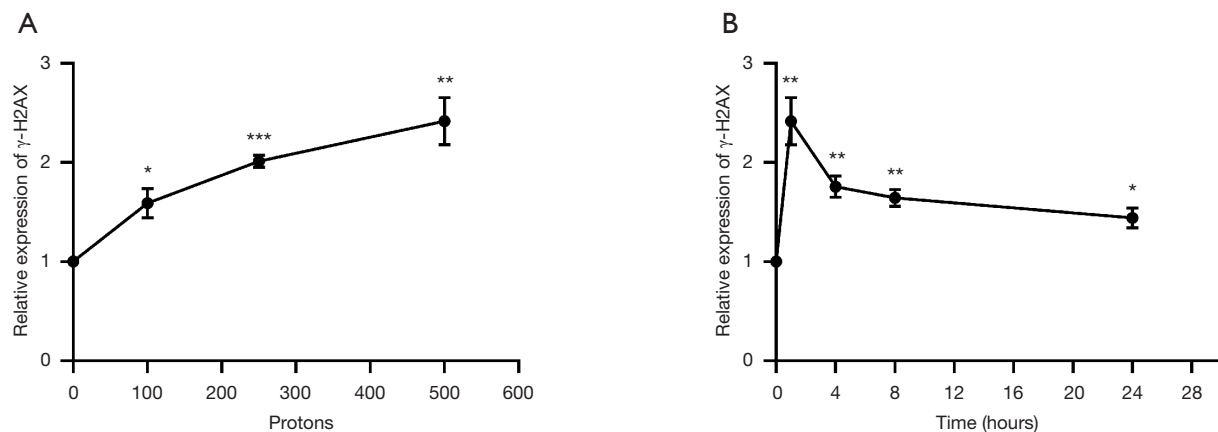 A
Relative expression of γ-H2AX
3
2
1
0
*
***
**
0 100 200 300 400 500 600
Protons
B
Relative expression of γ-H2AX
3
2
1
0
**
**
**
*
0 4 8 12 16 20 24 28
Time (hours)